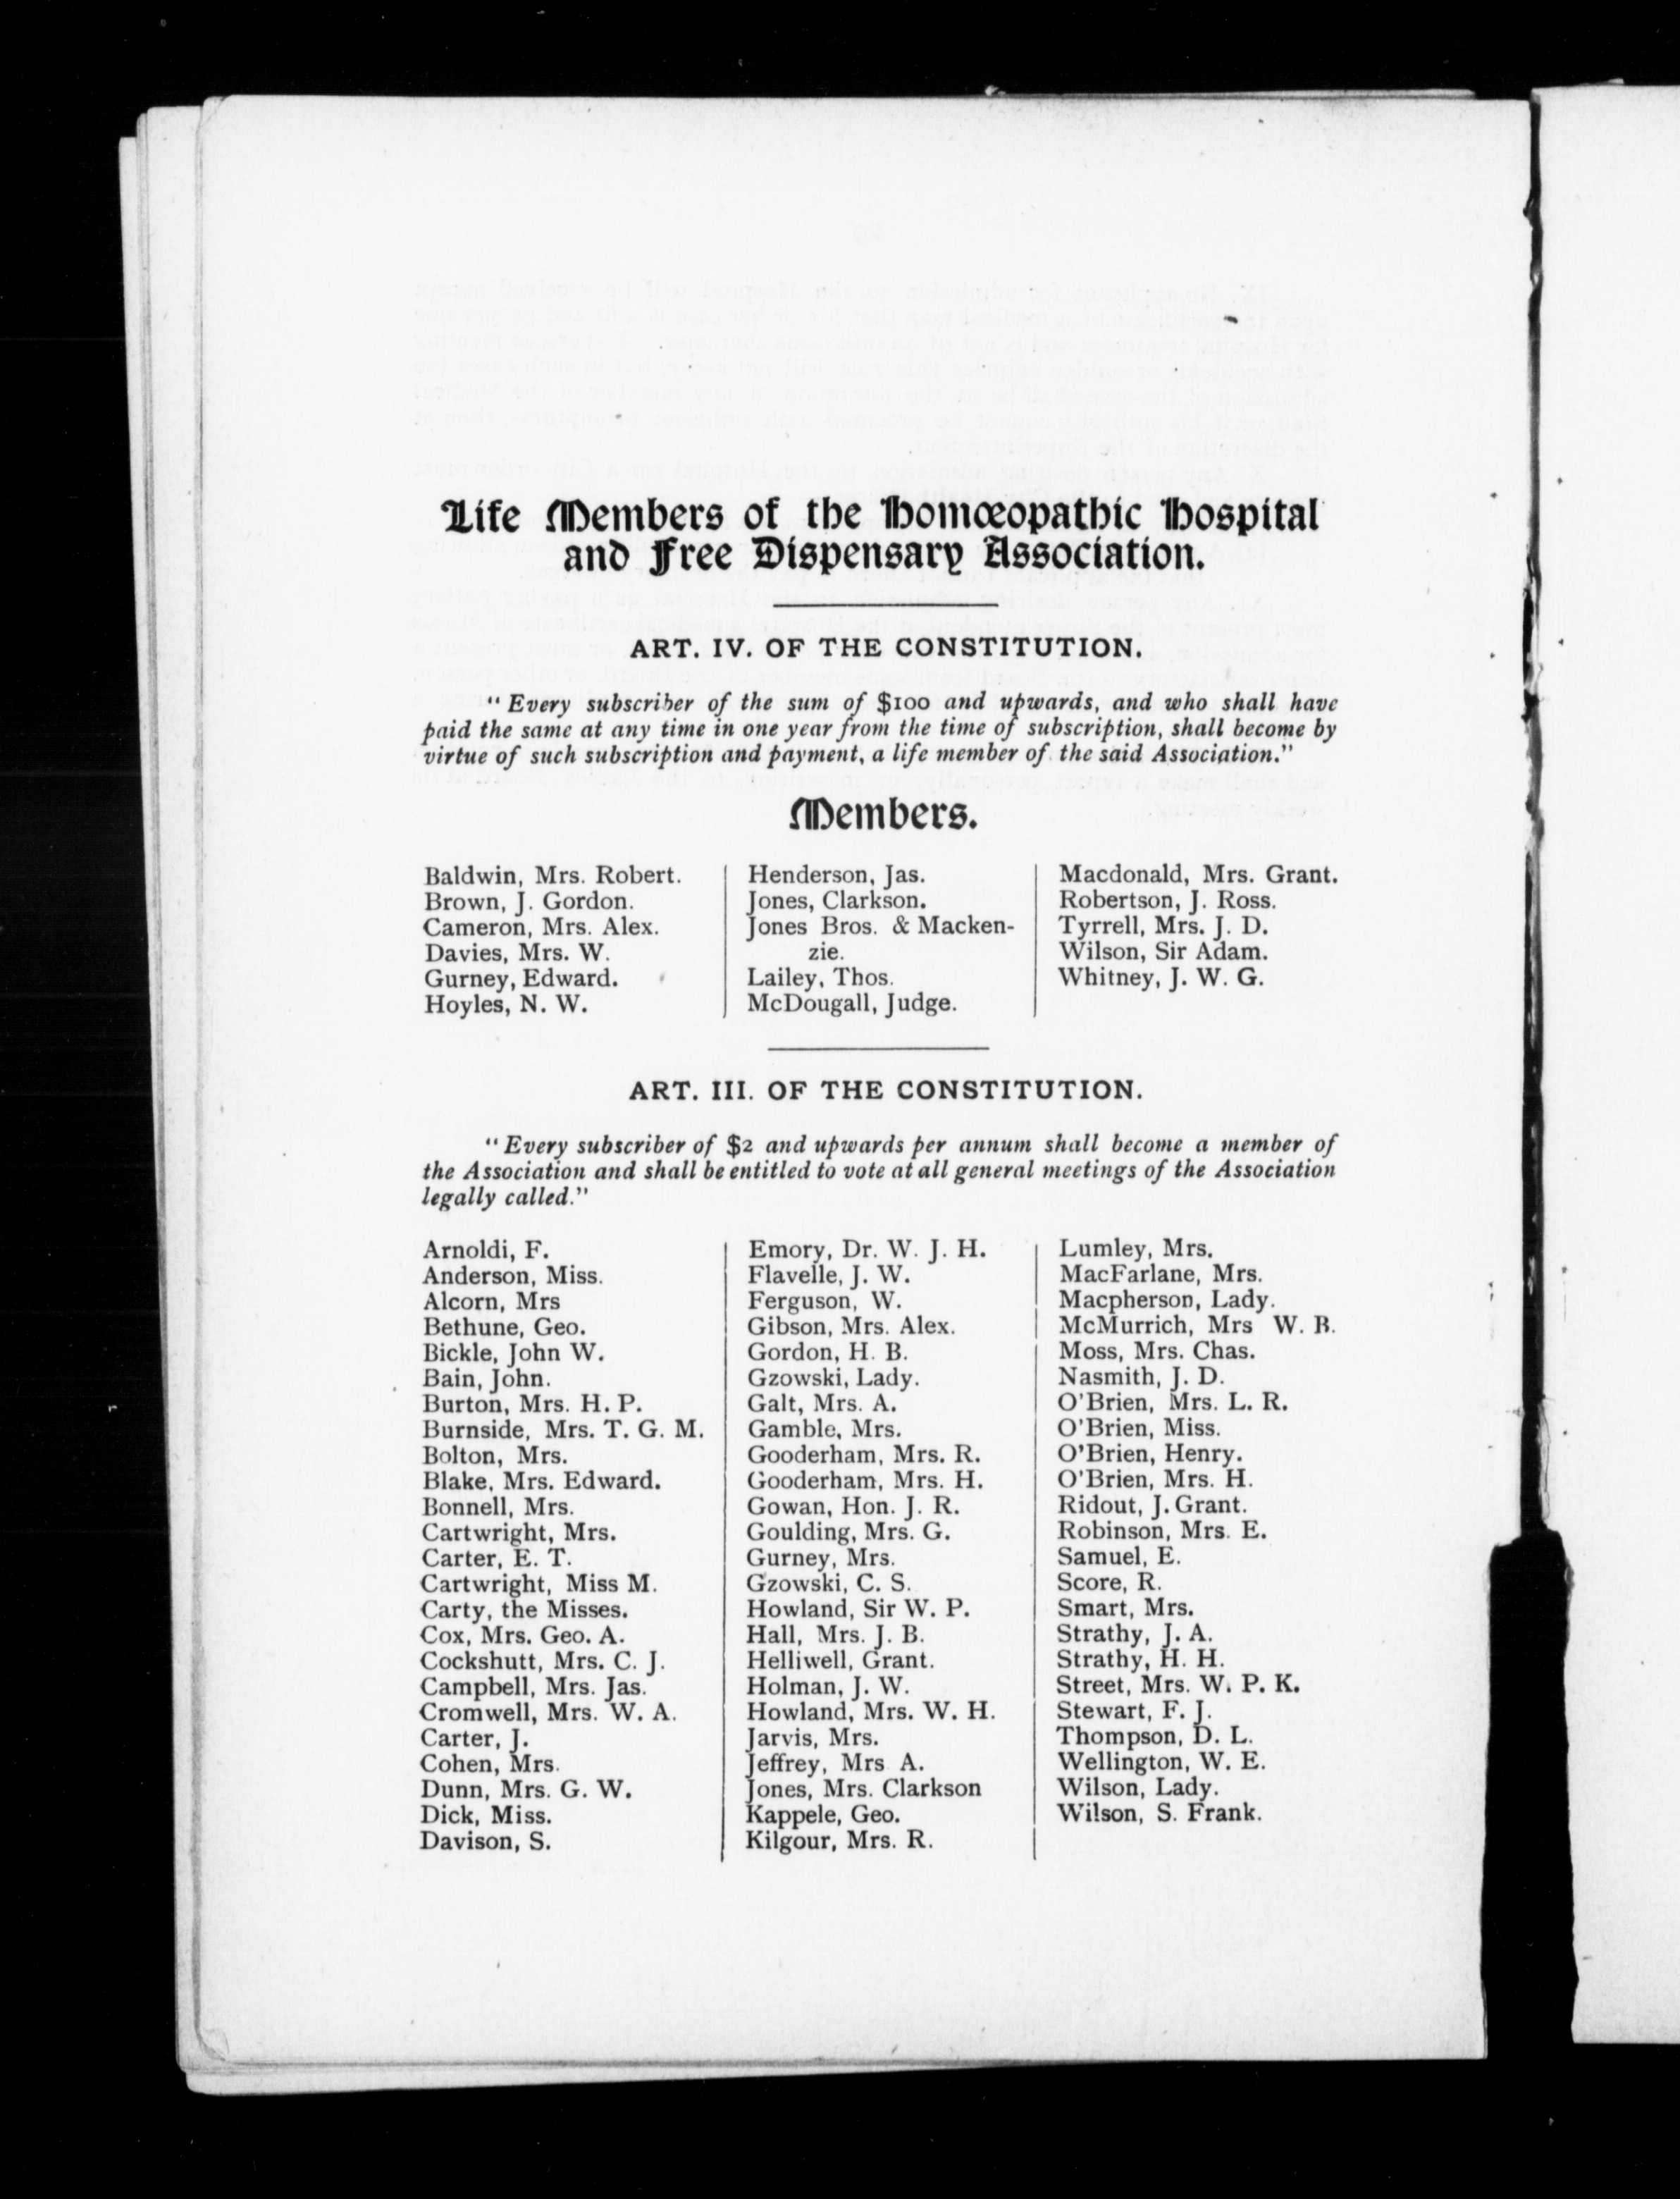 Life Members of the Homœopathic Hospital
and Free Dispensary Association.
ART. IV. OF THE CONSTITUTION.
"Every subscriber of the sum of $100 and upwards, and who shall have
paid the same at any time in one year from the time of subscription, shall become by
virtue of such subscription and payment, a life member of the said Association."
Members.
Baldwin, Mrs. Robert.
Brown, J. Gordon.
Cameron, Mrs. Alex.
Davies, Mrs. W.
Gurney, Edward.
Hoyles, N. W.
Henderson, Jas.
Jones, Clarkson.
Jones Bros. & Macken-
zie.
Lailey, Thos.
McDougall, Judge.
Macdonald, Mrs. Grant.
Robertson, J. Ross.
Tyrrell, Mrs. J. D.
Wilson, Sir Adam.
Whitney, J. W. G.
ART. III. OF THE CONSTITUTION.
"Every subscriber of $2 and upwards per annum shall become a member of
the Association and shall be entitled to vote at all general meetings of the Association
legally called."
Arnoldi, F.
Anderson, Miss.
Alcorn, Mrs
Bethune, Geo.
Bickle, John W.
Bain, John.
Burton, Mrs. H. P.
Burnside, Mrs. T. G. M.
Bolton, Mrs.
Blake, Mrs. Edward.
Bonnell, Mrs.
Cartwright, Mrs.
Carter, E. T.
Cartwright, Miss M.
Carty, the Misses.
Cox, Mrs. Geo. A.
Cockshutt, Mrs. C. J.
Campbell, Mrs. Jas.
Cromwell, Mrs. W. A.
Carter, J.
Cohen, Mrs.
Dunn, Mrs. G. W.
Dick, Miss.
Davison, S.
Emory, Dr. W. J. H.
Flavelle, J. W.
Ferguson, W.
Gibson, Mrs. Alex.
Gordon, H. B.
Gzowski, Lady.
Galt, Mrs. A.
Gamble, Mrs.
Gooderham, Mrs. R.
Gooderham, Mrs. H.
Gowan, Hon. J. R.
Goulding, Mrs. G.
Gurney, Mrs.
Gzowski, C. S.
Howland, Sir W. P.
Hall, Mrs. J. B.
Helliwell, Grant.
Holman, J. W.
Howland, Mrs. W. H.
Jarvis, Mrs.
Jeffrey, Mrs A.
Jones, Mrs. Clarkson
Kappele, Geo.
Kilgour, Mrs. R.
Lumley, Mrs.
MacFarlane, Mrs.
Macpherson, Lady.
McMurrich, Mrs W. B.
Moss, Mrs. Chas.
Nasmith, J. D.
O'Brien, Mrs. L. R.
O'Brien, Miss.
O'Brien, Henry.
O'Brien, Mrs. H.
Ridout, J. Grant.
Robinson, Mrs. E.
Samuel, E.
Score, R.
Smart, Mrs.
Strathy, J. A.
Strathy, H. H.
Street, Mrs. W. P. K.
Stewart, F. J.
Thompson, D. L.
Wellington, W. E.
Wilson, Lady.
Wilson, S. Frank.